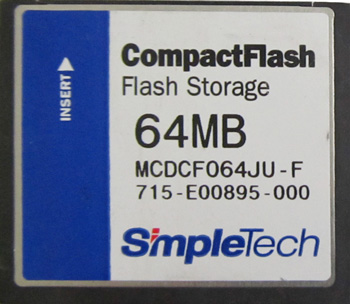 INSERT
CompactFlash
Flash Storage
64MB
MCDCF064JU-F
715-E00895-000
SimpleTech